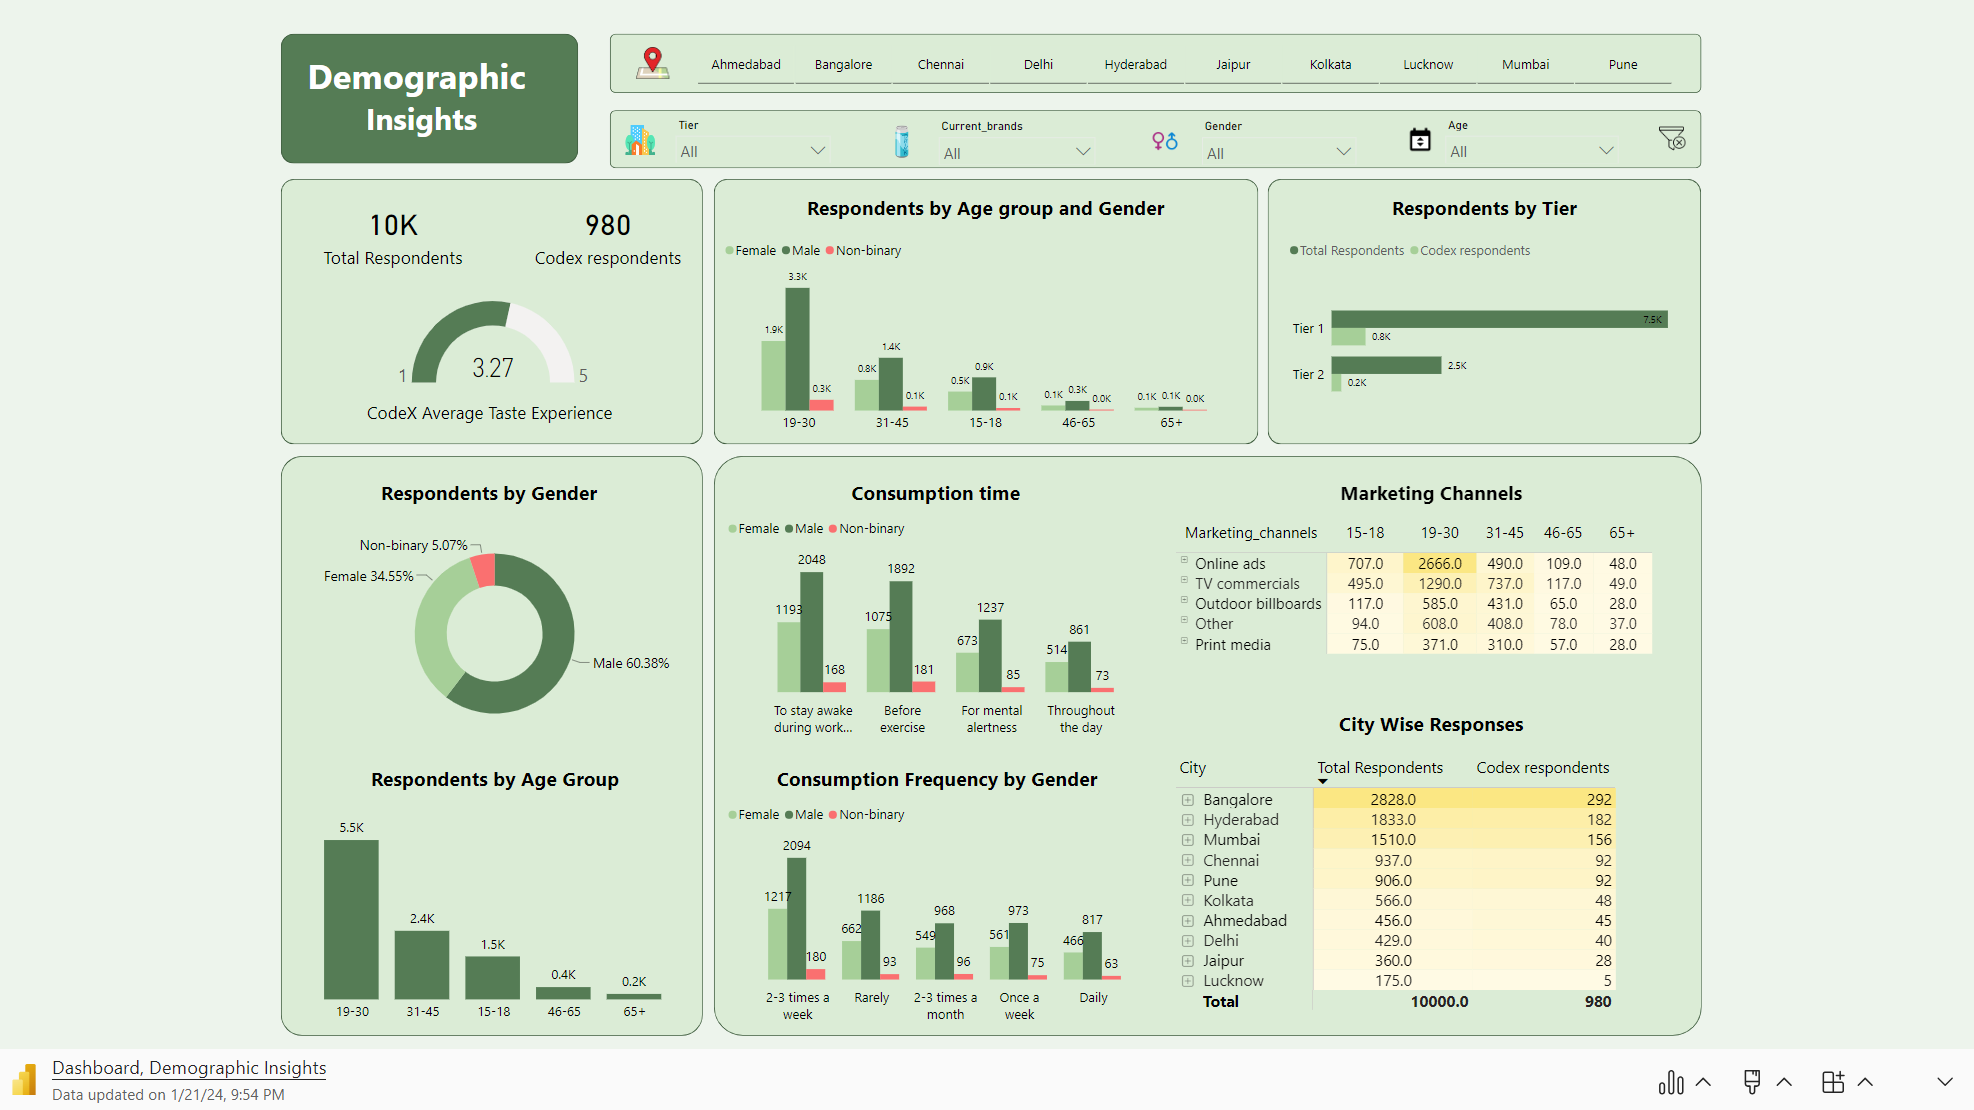 Demographic
Insights
Ahmedabad Bangalore Chennai Delhi Hyderabad Jaipur Kolkata Lucknow Mumbai Pune
Tier
All
Current_brands
All
Gender
All
Age
All
10K
Total Respondents
980
Codex respondents
3.27
1
5
CodeX Average Taste Experience
Respondents by Age group and Gender
Female Male Non-binary
1.9K 3.3K 0.3K
0.8K 1.4K 0.1K
0.5K 0.9K 0.1K
0.1K 0.3K 0.0K
0.1K 0.1K 0.0K
19-30 31-45 15-18 46-65 65+
Respondents by Tier
Total Respondents Codex respondents
Tier 1 7.5K
0.8K
Tier 2 2.5K
0.2K
Respondents by Gender
Non-binary 5.07%
Female 34.55%
Male 60.38%
Respondents by Age Group
5.5K 2.4K 1.5K 0.4K 0.2K
19-30 31-45 15-18 46-65 65+
Consumption time
Female Male Non-binary
1193 2048 168
1075 1892 181
673 1237 85
514 861 73
To stay awake
during work...
Before
exercise
For mental
alertness
Throughout
the day
Consumption Frequency by Gender
Female Male Non-binary
1217 2094 180
662 1186 93
549 968 96
561 973 75
466 817 63
2-3 times a
week
Rarely
2-3 times a
month
Once a
week
Daily
Marketing Channels
Marketing_channels 15-18 19-30 31-45 46-65 65+
Online ads 707.0 2666.0 490.0 109.0 48.0
TV commercials 495.0 1290.0 737.0 117.0 49.0
Outdoor billboards 117.0 585.0 431.0 65.0 28.0
Other 94.0 608.0 408.0 78.0 37.0
Print media 75.0 371.0 310.0 57.0 28.0
City Wise Responses
City Total Respondents Codex respondents
Bangalore 2828.0 292
Hyderabad 1833.0 182
Mumbai 1510.0 156
Chennai 937.0 92
Pune 906.0 92
Kolkata 566.0 48
Ahmedabad 456.0 45
Delhi 429.0 40
Jaipur 360.0 28
Lucknow 175.0 5
Total 10000.0 980
Dashboard, Demographic Insights
Data updated on 1/21/24, 9:54 PM